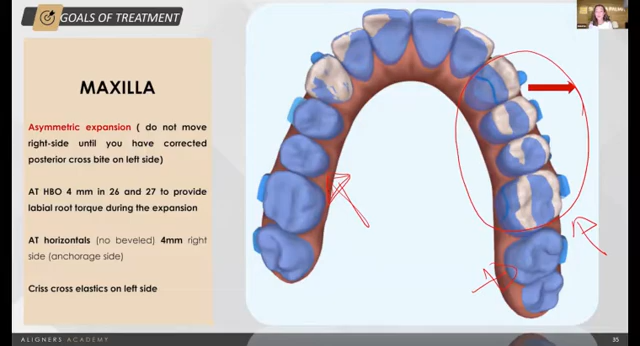 GOALS OF TREATMENT
MAXILLA
Asymmetric expansion ( do not move
right-side until you have corrected
posterior cross bite on left side)
AT HBO 4 mm in 26 and 27 to provide
labial root torque during the expansion
AT horizontals (no beveled) 4mm right
side (anchorage side)
Criss cross elastics on left side
ALIGNERS ACADEMY
35